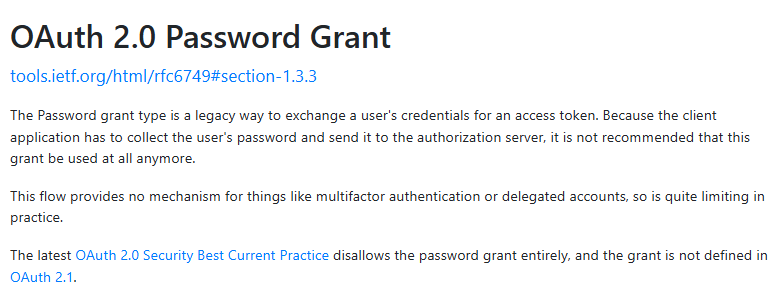 OAuth 2.0 Password Grant
tools.ietf.org/html/rfc6749#section-1.3.3
The Password grant type is a legacy way to exchange a user's credentials for an access token. Because the client
application has to collect the user's password and send it to the authorization server, it is not recommended that this
grant be used at all anymore.
This flow provides no mechanism for things like multifactor authentication or delegated accounts, so is quite limiting in
practice.
The latest OAuth 2.0 Security Best Current Practice disallows the password grant entirely, and the grant is not defined in
OAuth 2.1.